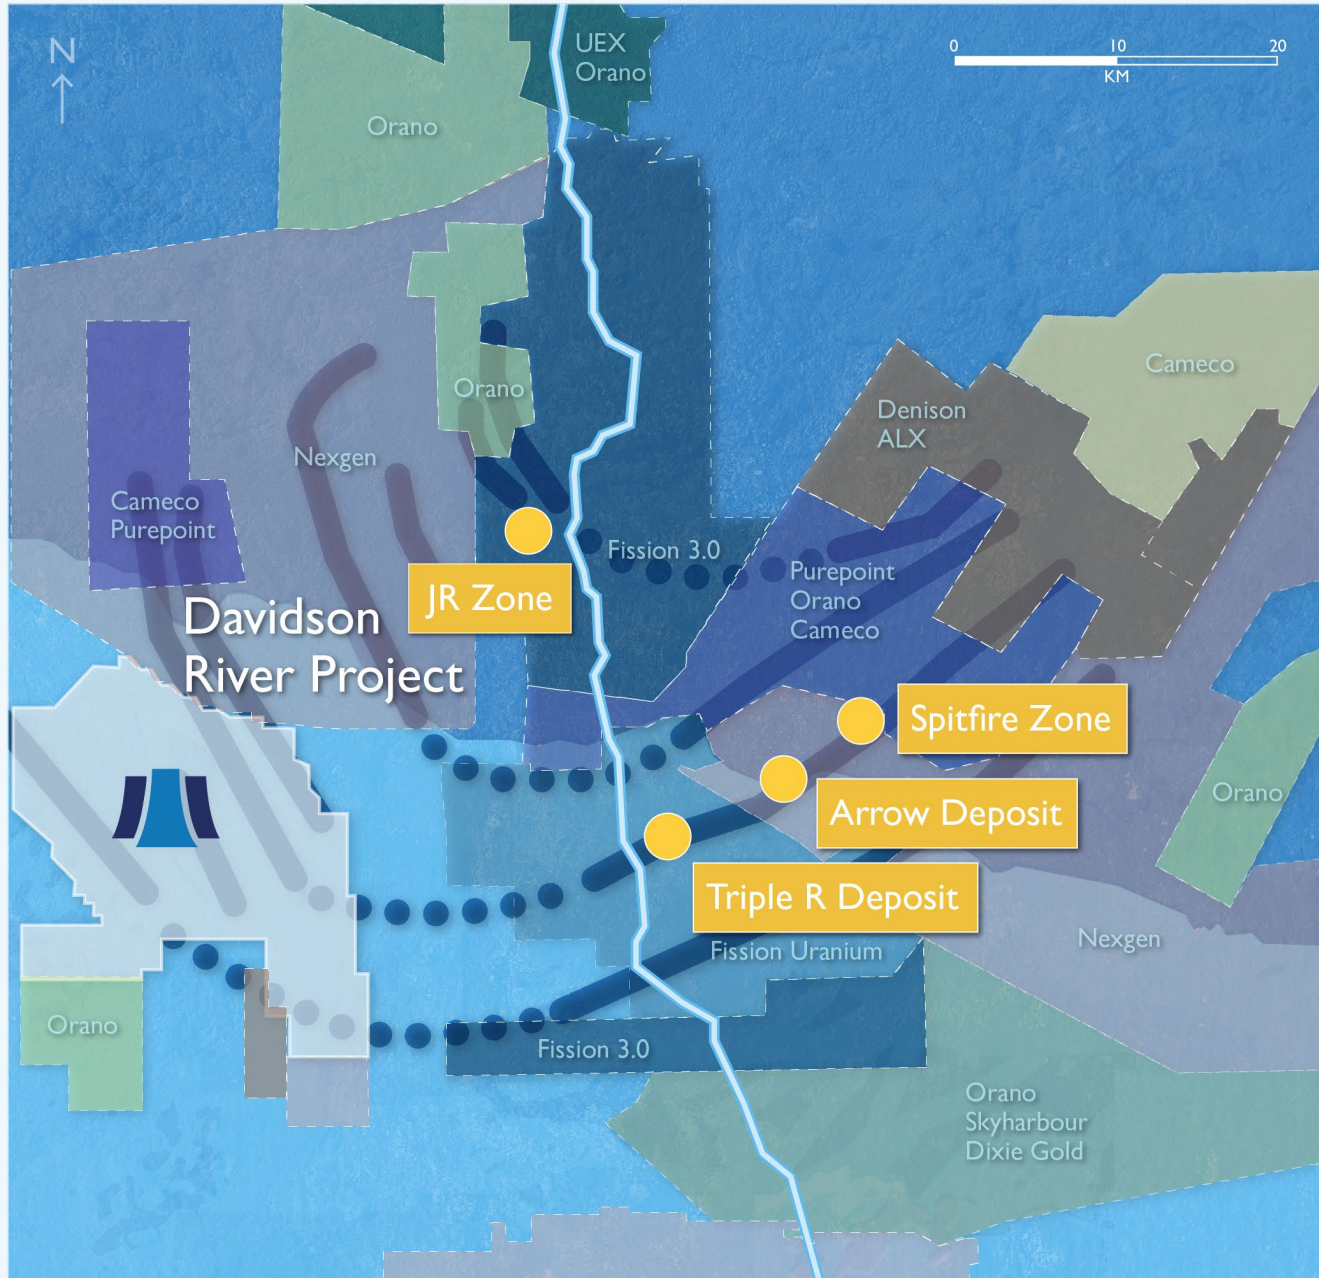 N
UEX
Orano
0 10 20
KM
Orano
Cameco
Orano
Denison
ALX
Nexgen
Cameco
Purepoint
Fission 3.0
Purepoint
Orano
Cameco
JR Zone
Davidson
River Project
Spitfire Zone
Orano
Arrow Deposit
Triple R Deposit
Fission Uranium
Nexgen
Orano
Fission 3.0
Orano
Skyharbour
Dixie Gold